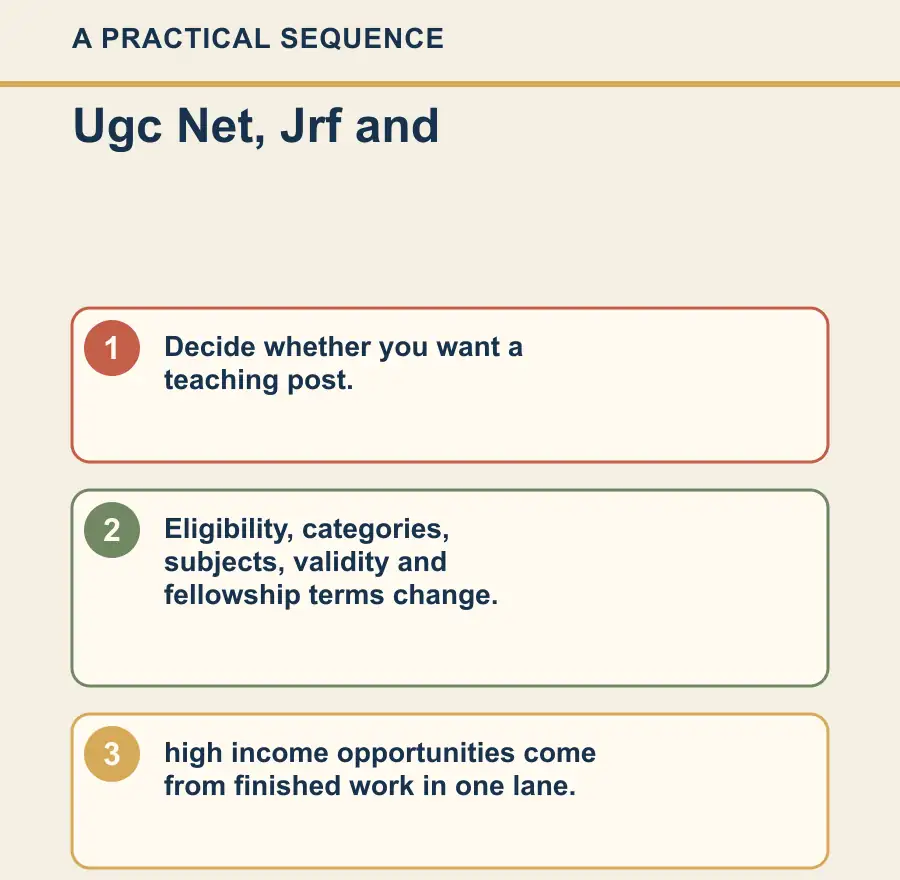 A PRACTICAL SEQUENCE
Ugc Net, Jrf and
1
Decide whether you want a
teaching post.
2
Eligibility, categories,
subjects, validity and
fellowship terms change.
3
high income opportunities come
from finished work in one lane.